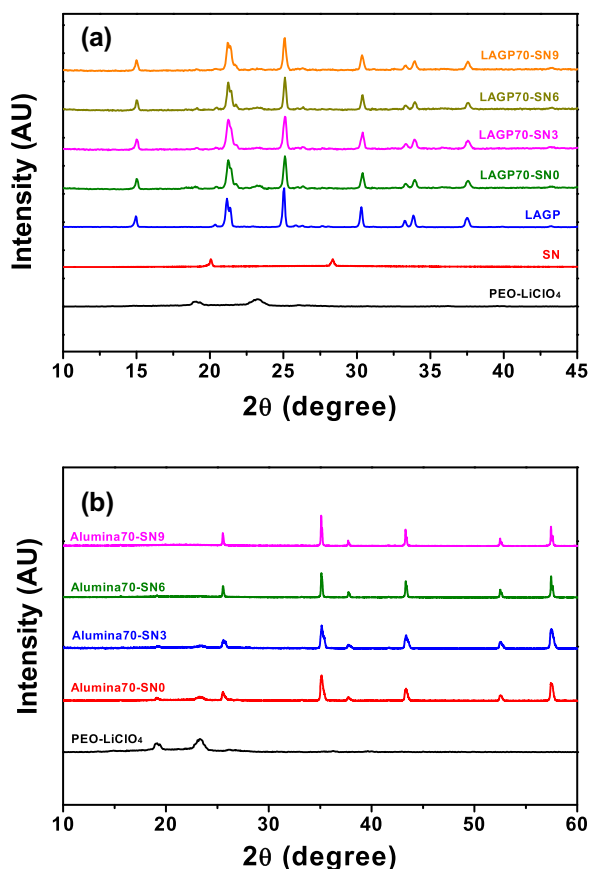 (a)
LAGP70-SN9
LAGP70-SN6
LAGP70-SN3
LAGP70-SN0
LAGP
SN
PEO-LiClO₄
Intensity (AU)
10 15 20 25 30 35 40 45
2θ (degree)
(b)
Alumina70-SN9
Alumina70-SN6
Alumina70-SN3
Alumina70-SN0
PEO-LiClO₄
Intensity (AU)
10 20 30 40 50 60
2θ (degree)